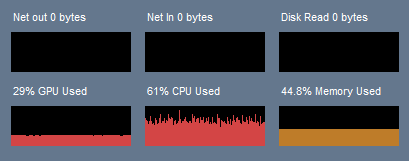 Net out 0 bytes Net In 0 bytes Disk Read 0 bytes
29% GPU Used 61% CPU Used 44.8% Memory Used